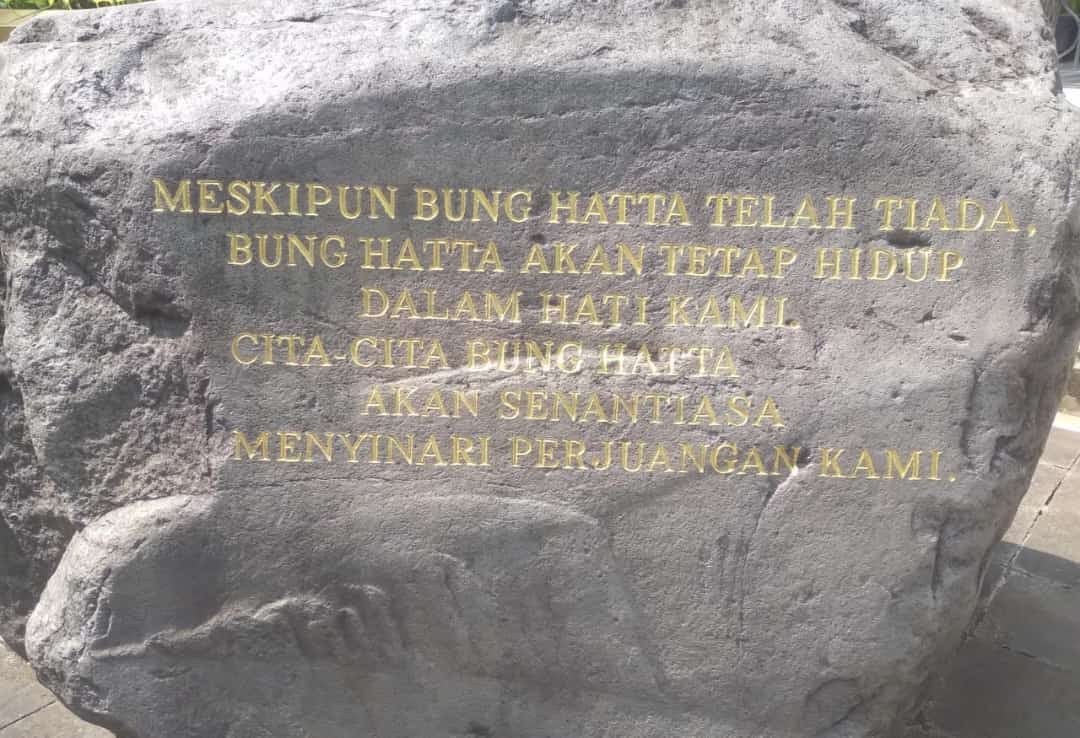 MESKIPUN BUNG HATTA TELAH TIADA,
BUNG HATTA AKAN TETAP HIDUP
DALAM HATI KAMI.
CITA-CITA BUNG HATTA
AKAN SENANTIASA
MENYINARI PERJUANGAN KAMI.